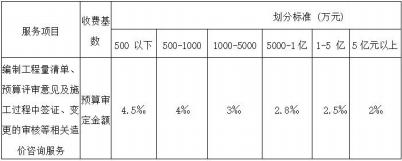 服务项目
收费基
数
划分标准 (万元)
500 以下
500-1000
1000-5000
5000-1 亿
1-5 亿
5 亿元以上
编制工程量清单、
预算评审意见及施
工过程中签证、变
更的审核等相关造
价咨询服务
预算审
定金额
4.5‰
4‰
3‰
2.8‰
2.5‰
2‰